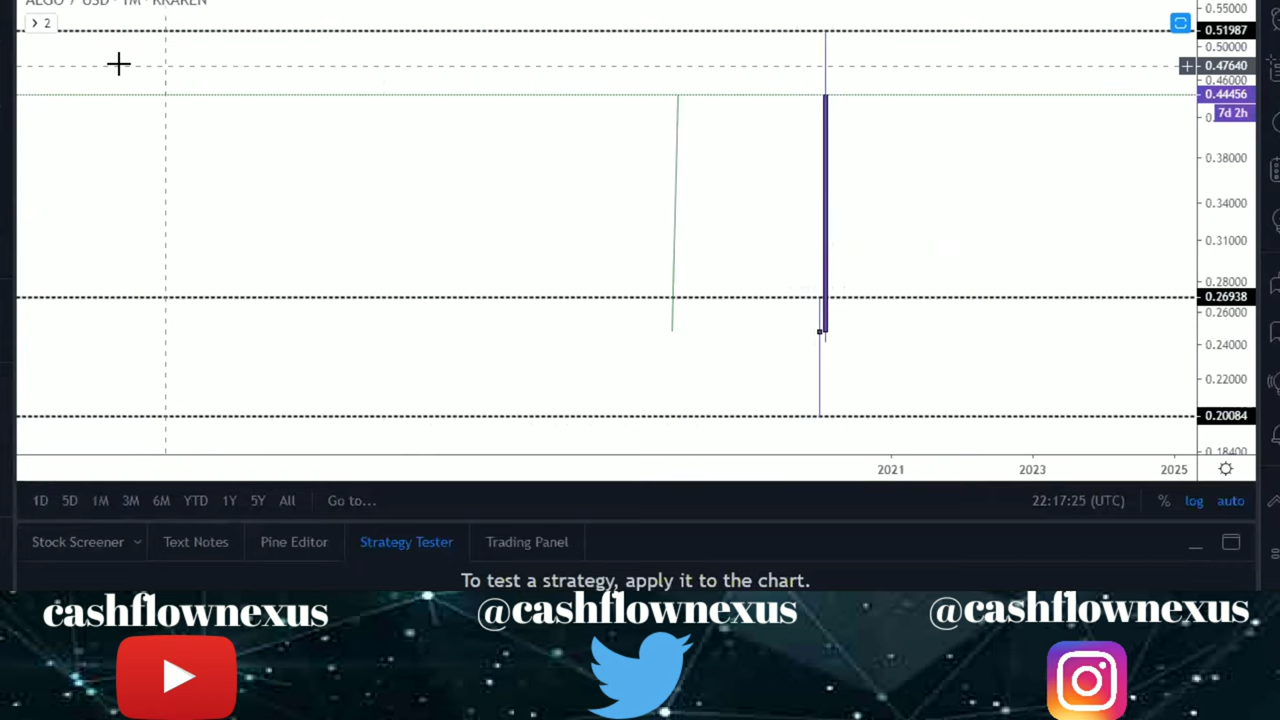 ALGO / USD · 1M · KRAKEN
> 2
0.55000
0.51987
0.50000
0.47640
0.46000
0.44456
7d 2h
0.38000
0.34000
0.31000
0.28000
0.26938
0.26000
0.24000
0.22000
0.20084
0.18400
2021 2023 2025
1D 5D 1M 3M 6M YTD 1Y 5Y All Go to... 22:17:25 (UTC) % log auto
Stock Screener Text Notes Pine Editor Strategy Tester Trading Panel
To test a strategy, apply it to the chart.
cashflownexus @cashflownexus @cashflownexus